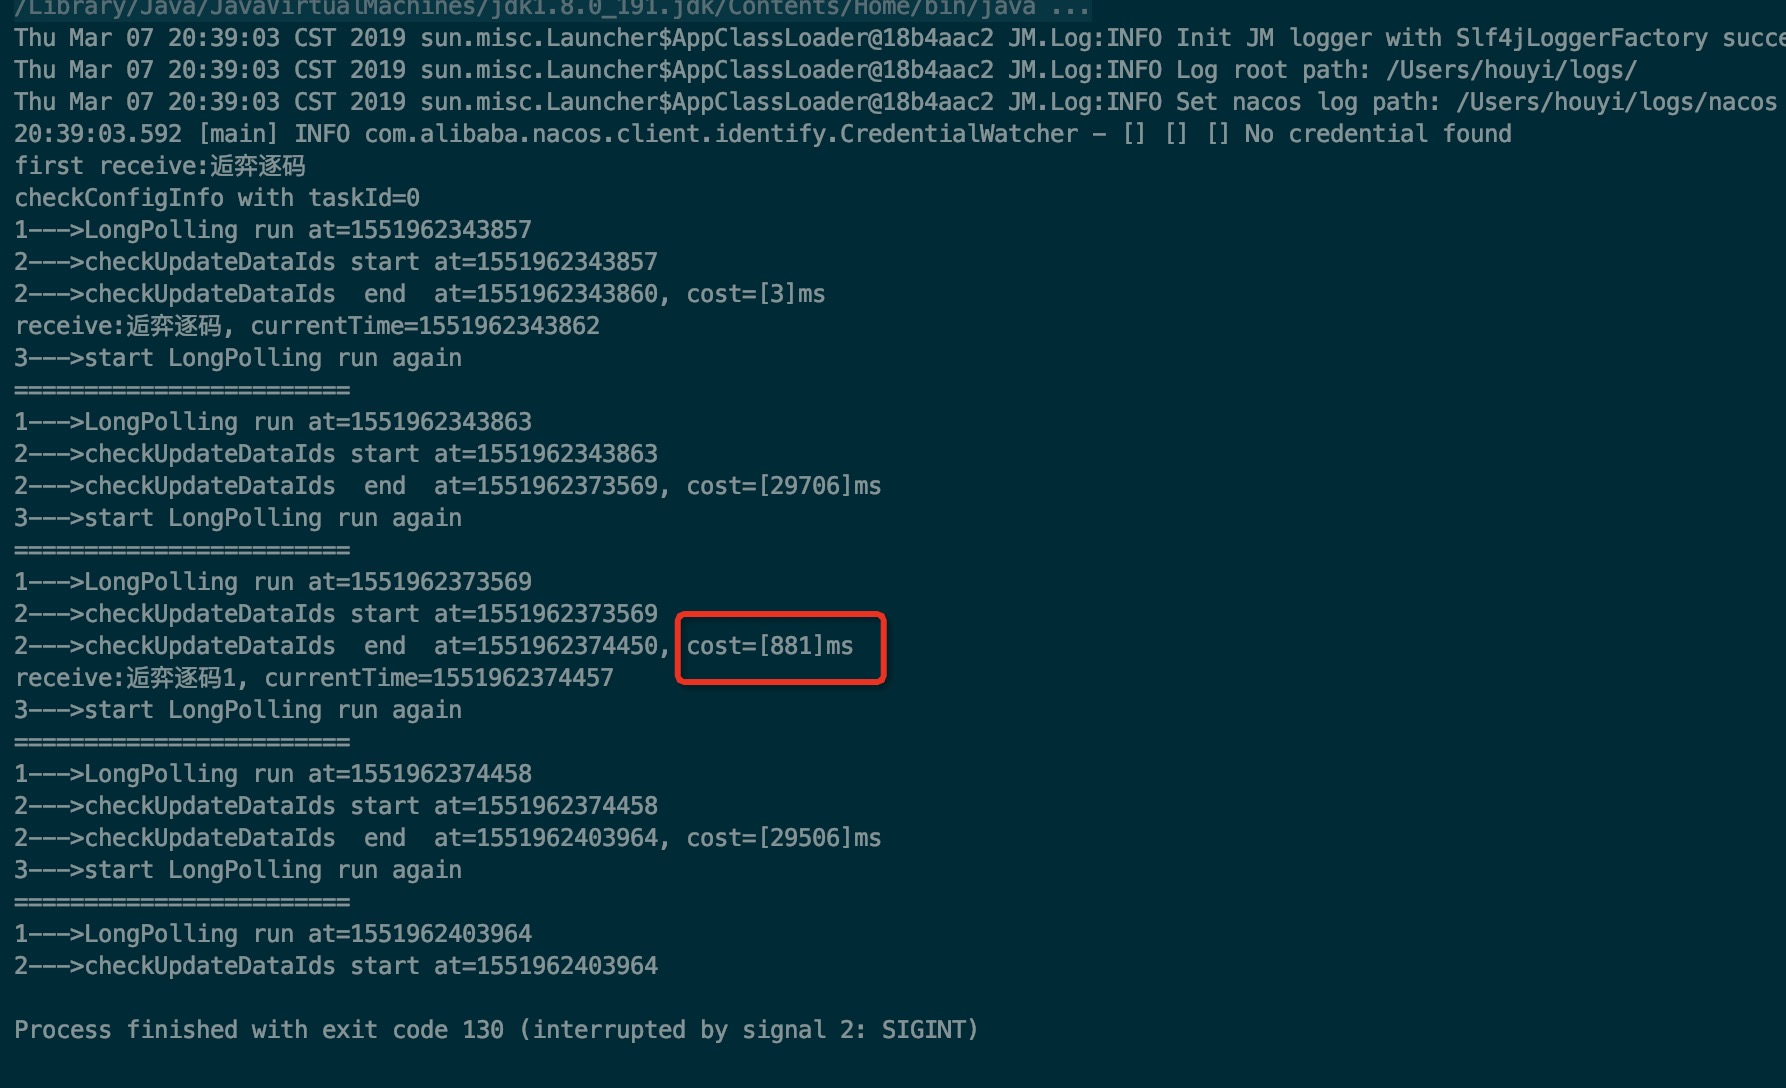 /Library/Java/JavaVirtualMachines/jdk1.8.0_191.jdk/Contents/Home/bin/java ...
Thu Mar 07 20:39:03 CST 2019 sun.misc.Launcher$AppClassLoader@18b4aac2 JM.Log:INFO Init JM logger with Slf4jLoggerFactory succe
Thu Mar 07 20:39:03 CST 2019 sun.misc.Launcher$AppClassLoader@18b4aac2 JM.Log:INFO Log root path: /Users/houyi/logs/
Thu Mar 07 20:39:03 CST 2019 sun.misc.Launcher$AppClassLoader@18b4aac2 JM.Log:INFO Set nacos log path: /Users/houyi/logs/nacos
20:39:03.592 [main] INFO com.alibaba.nacos.client.identify.CredentialWatcher - [] [] [] No credential found
first receive:逅弈逐码
checkConfigInfo with taskId=0
1--->LongPolling run at=1551962343857
2--->checkUpdateDataIds start at=1551962343857
2--->checkUpdateDataIds  end  at=1551962343860, cost=[3]ms
receive:逅弈逐码, currentTime=1551962343862
3--->start LongPolling run again
========================
1--->LongPolling run at=1551962343863
2--->checkUpdateDataIds start at=1551962343863
2--->checkUpdateDataIds  end  at=1551962373569, cost=[29706]ms
3--->start LongPolling run again
========================
1--->LongPolling run at=1551962373569
2--->checkUpdateDataIds start at=1551962373569
2--->checkUpdateDataIds  end  at=1551962374450, cost=[881]ms
receive:逅弈逐码1, currentTime=1551962374457
3--->start LongPolling run again
========================
1--->LongPolling run at=1551962374458
2--->checkUpdateDataIds start at=1551962374458
2--->checkUpdateDataIds  end  at=1551962403964, cost=[29506]ms
3--->start LongPolling run again
========================
1--->LongPolling run at=1551962403964
2--->checkUpdateDataIds start at=1551962403964
Process finished with exit code 130 (interrupted by signal 2: SIGINT)